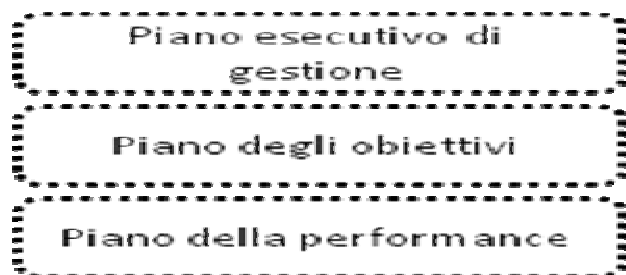 Piano esecutivo di
gestione
Piano degli obiettivi
Piano della performance